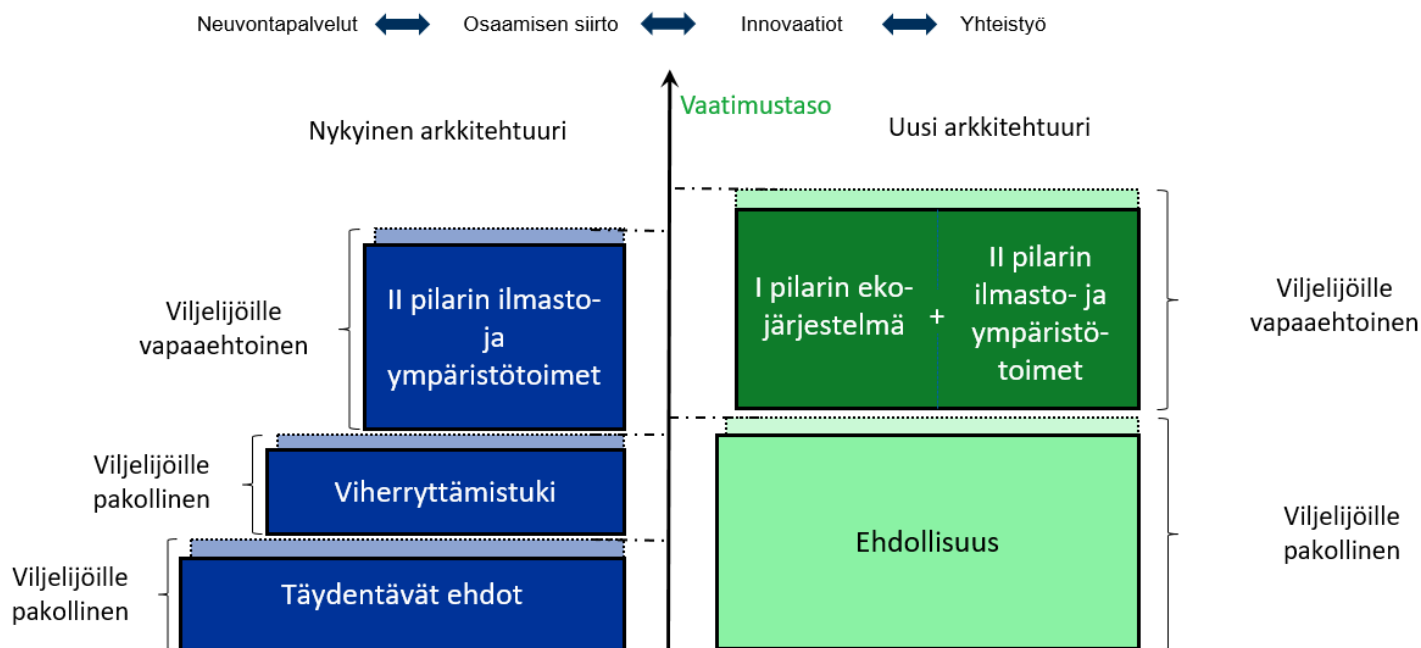 Neuvontapalvelut Osaamisen siirto Innovaatiot Yhteistyö
Vaatimustaso
Nykyinen arkkitehtuuri
Uusi arkkitehtuuri
Viljelijöille
vapaaehtoinen
II pilarin ilmasto-
ja
ympäristötoimet
Viljelijöille
pakollinen
Viherryttämistuki
Viljelijöille
pakollinen
Täydentävät ehdot
I pilarin eko-
järjestelmä
+
II pilarin
ilmasto- ja
ympäristö-
toimet
Viljelijöille
vapaaehtoinen
Ehdollisuus
Viljelijöille
pakollinen